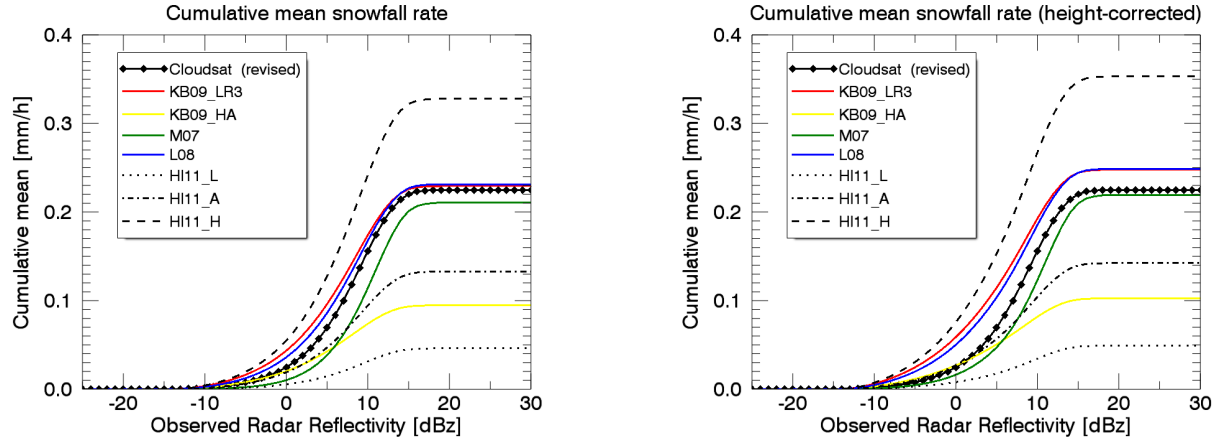 Cumulative mean snowfall rate
Cumulative mean [mm/h]
0.4
0.3
0.2
0.1
0.0
Cloudsat (revised)
KB09_LR3
KB09_HA
M07
L08
HI11_L
HI11_A
HI11_H
-20 -10 0 10 20 30
Observed Radar Reflectivity [dBz]
Cumulative mean snowfall rate (height-corrected)
Cumulative mean [mm/h]
0.4
0.3
0.2
0.1
0.0
Cloudsat (revised)
KB09_LR3
KB09_HA
M07
L08
HI11_L
HI11_A
HI11_H
-20 -10 0 10 20 30
Observed Radar Reflectivity [dBz]